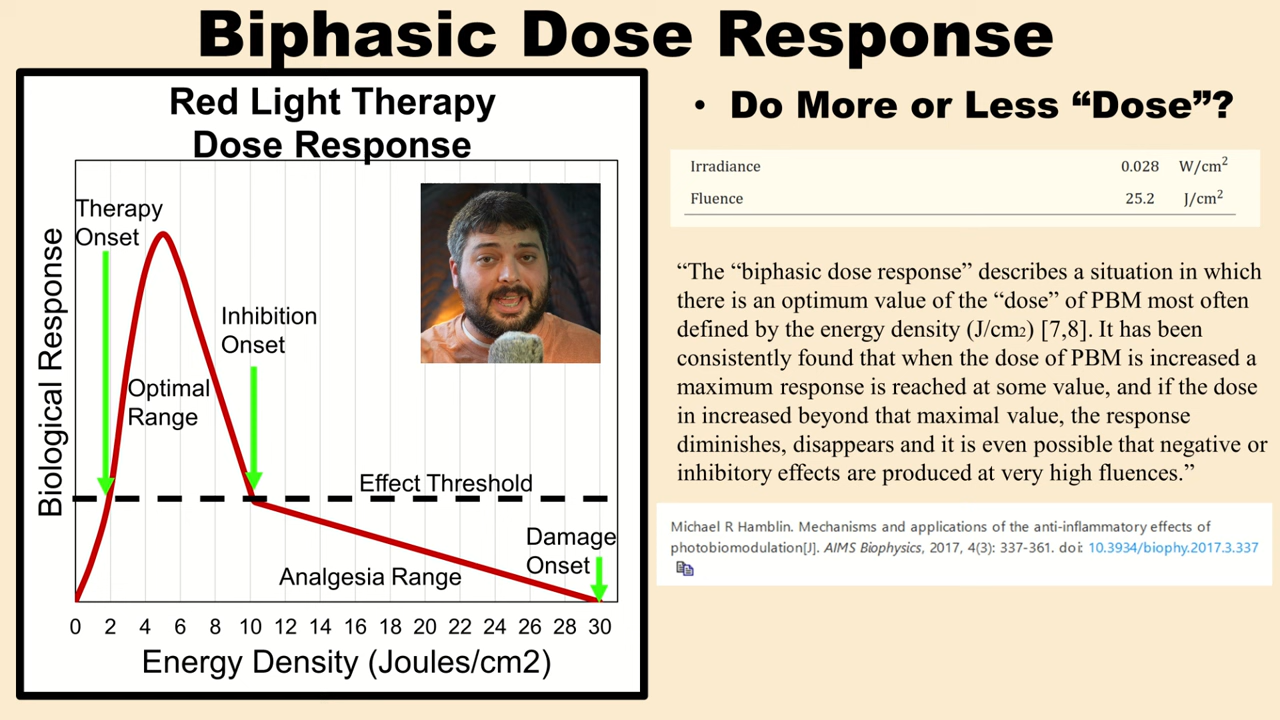 Biphasic Dose Response
Red Light Therapy
Dose Response
Therapy
Onset
Inhibition
Onset
Optimal
Range
Effect Threshold
Damage
Onset
Analgesia Range
Biological Response
0 2 4 6 8 10 12 14 16 18 20 22 24 26 28 30
Energy Density (Joules/cm2)
• Do More or Less “Dose”?
Irradiance 0.028 W/cm²
Fluence 25.2 J/cm²
“The “biphasic dose response” describes a situation in which
there is an optimum value of the “dose” of PBM most often
defined by the energy density (J/cm₂) [7,8]. It has been
consistently found that when the dose of PBM is increased a
maximum response is reached at some value, and if the dose
in increased beyond that maximal value, the response
diminishes, disappears and it is even possible that negative or
inhibitory effects are produced at very high fluences.”
Michael R Hamblin. Mechanisms and applications of the anti-inflammatory effects of
photobiomodulation[J]. AIMS Biophysics, 2017, 4(3): 337-361. doi: 10.3934/biophy.2017.3.337